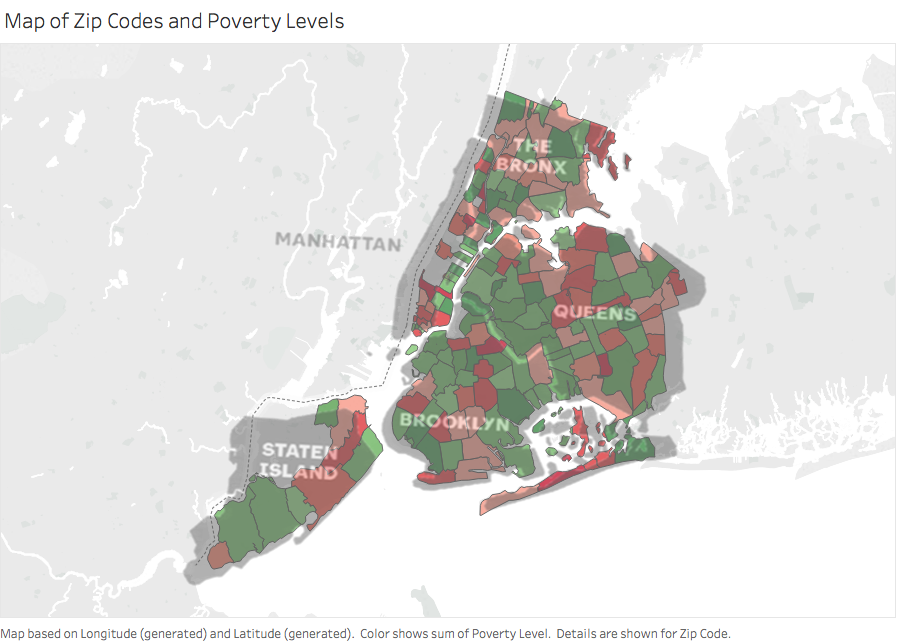 Map of Zip Codes and Poverty Levels
THE
BRONX
MANHATTAN
QUEENS
BROOKLYN
STATEN
ISLAND
Map based on Longitude (generated) and Latitude (generated).  Color shows sum of Poverty Level.  Details are shown for Zip Code.